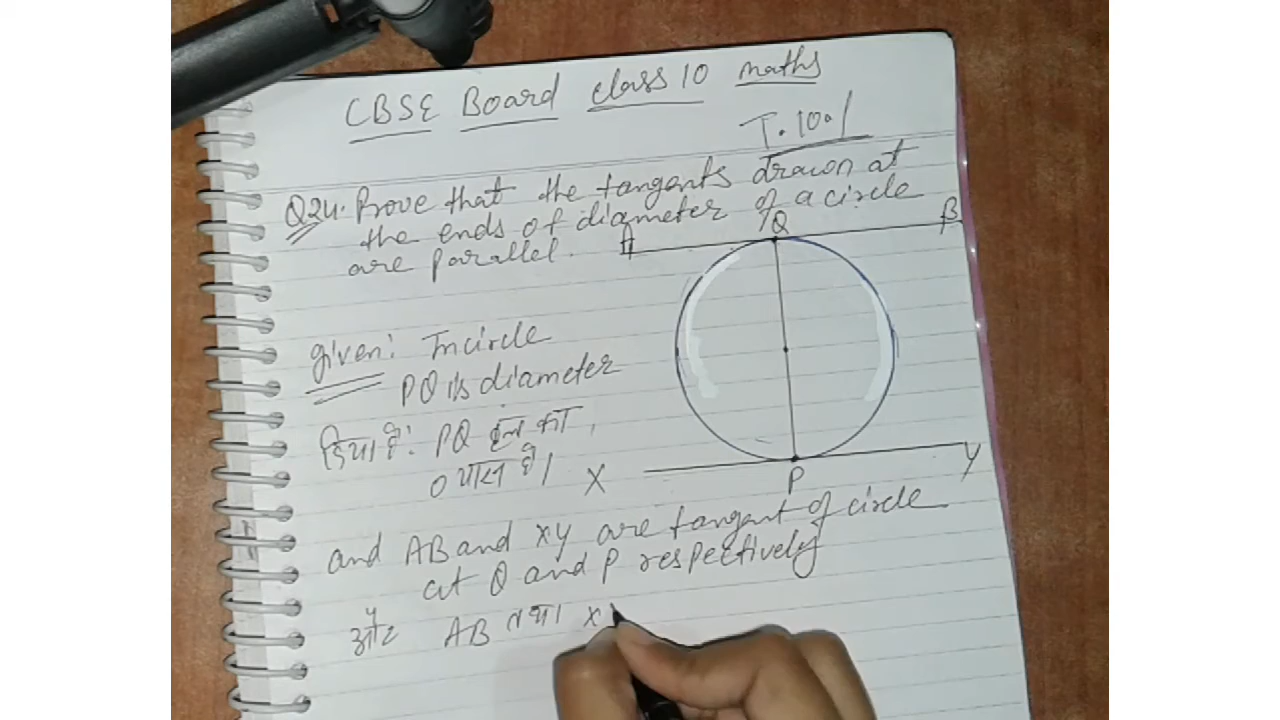 CBSE Board class 10 maths
T. 10.1
Q24. Prove that the tangents drawn at
the ends of diameter of a circle
are parallel.
A Q B
given: In circle
PQ is diameter
दिया है: PQ वृत्त का
व्यास है।
X P Y
and AB and XY are tangent of circle
at Q and P respectively
और AB तथा X